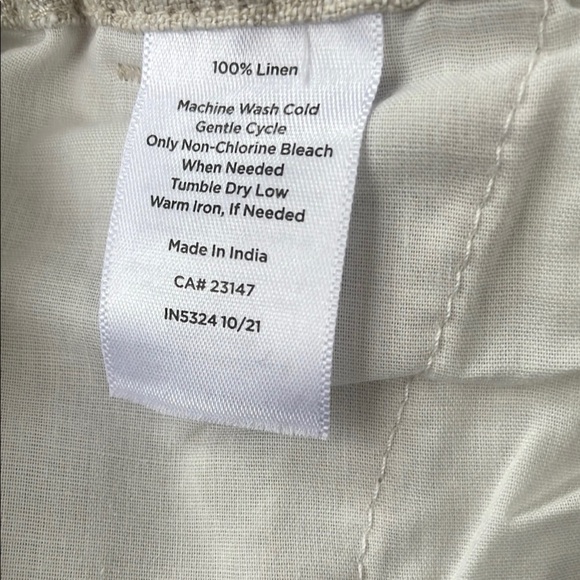 100% Linen
Machine Wash Cold
Gentle Cycle
Only Non-Chlorine Bleach
When Needed
Tumble Dry Low
Warm Iron, If Needed
Made In India
CA# 23147
IN5324 10/21